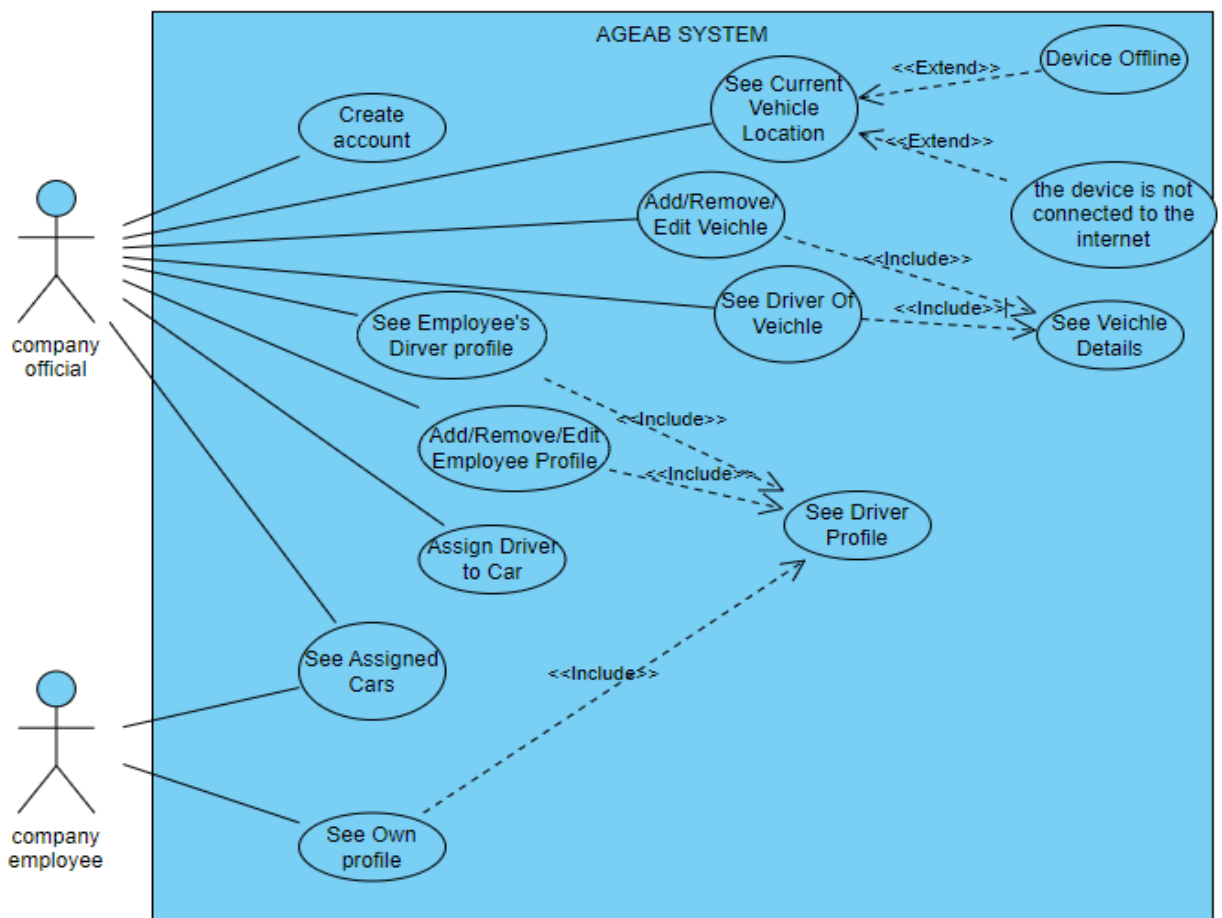 AGEAB SYSTEM
Device Offline
<<Extend>>
See Current
Vehicle
Location
Create
account
<<Extend>>
the device is not
connected to the
internet
Add/Remove/
Edit Veichle
<<Include>>
See Driver Of
Veichle
<<Include>>
See Veichle
Details
See Employee's
Dirver profile
company
official
<<Include>>
Add/Remove/Edit
Employee Profile
<<Include>>
See Driver
Profile
Assign Driver
to Car
See Assigned
Cars
<<Include>>
company
employee
See Own
profile